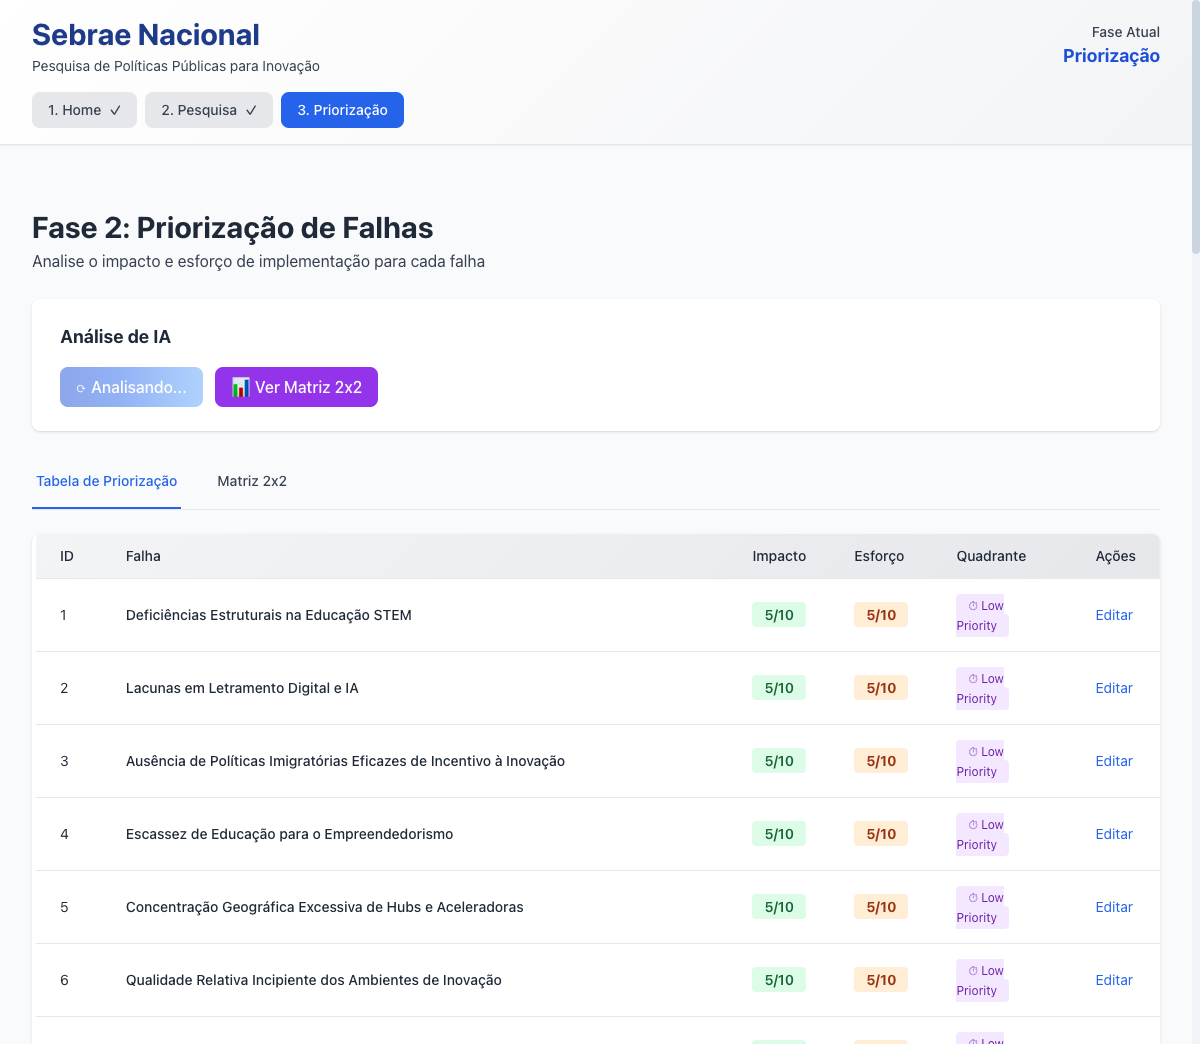 Sebrae Nacional
Pesquisa de Políticas Públicas para Inovação
Fase Atual
Priorização
1. Home ✓
2. Pesquisa ✓
3. Priorização
Fase 2: Priorização de Falhas
Analise o impacto e esforço de implementação para cada falha
Análise de IA
⟳ Analisando...
📊 Ver Matriz 2x2
Tabela de Priorização
Matriz 2x2
ID Falha Impacto Esforço Quadrante Ações
1 Deficiências Estruturais na Educação STEM 5/10 5/10 ⏱ Low Priority Editar
2 Lacunas em Letramento Digital e IA 5/10 5/10 ⏱ Low Priority Editar
3 Ausência de Políticas Imigratórias Eficazes de Incentivo à Inovação 5/10 5/10 ⏱ Low Priority Editar
4 Escassez de Educação para o Empreendedorismo 5/10 5/10 ⏱ Low Priority Editar
5 Concentração Geográfica Excessiva de Hubs e Aceleradoras 5/10 5/10 ⏱ Low Priority Editar
6 Qualidade Relativa Incipiente dos Ambientes de Inovação 5/10 5/10 ⏱ Low Priority Editar